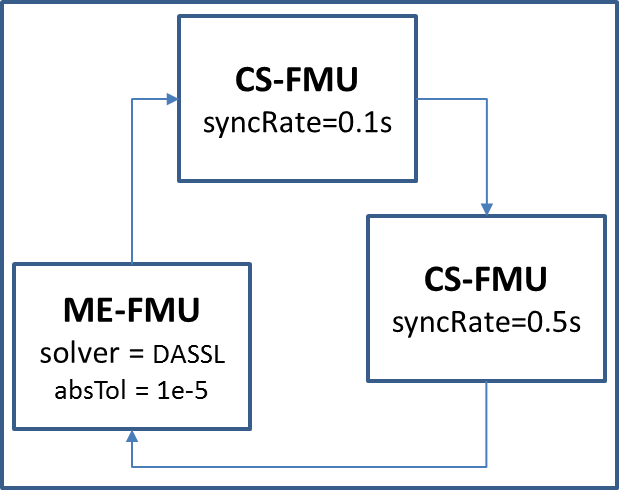 CS-FMU
syncRate=0.1s
CS-FMU
syncRate=0.5s
ME-FMU
solver = DASSL
absTol = 1e-5